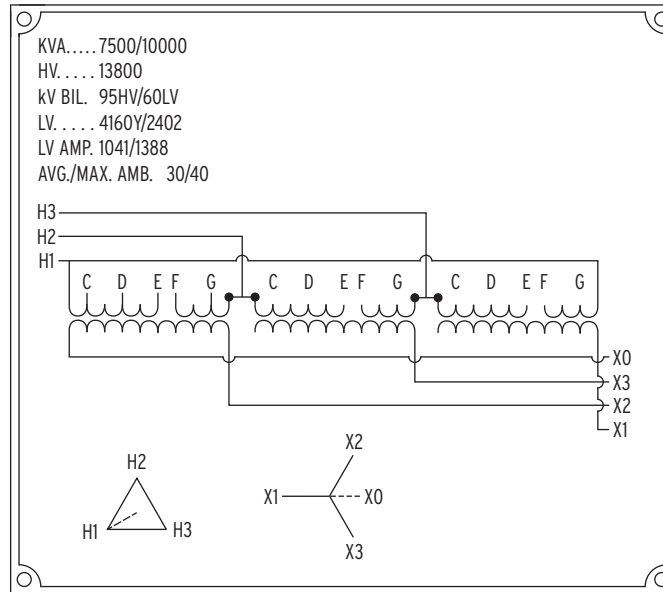 KVA.....7500/10000
HV.....13800
kV BIL. 95HV/60LV
LV.....4160Y/2402
LV AMP. 1041/1388
AVG./MAX. AMB. 30/40
H3
H2
H1
C D E F G C D E F G C D E F G
X0
X3
X2
X1
H2
H1 H3
X2
X1 X0
X3